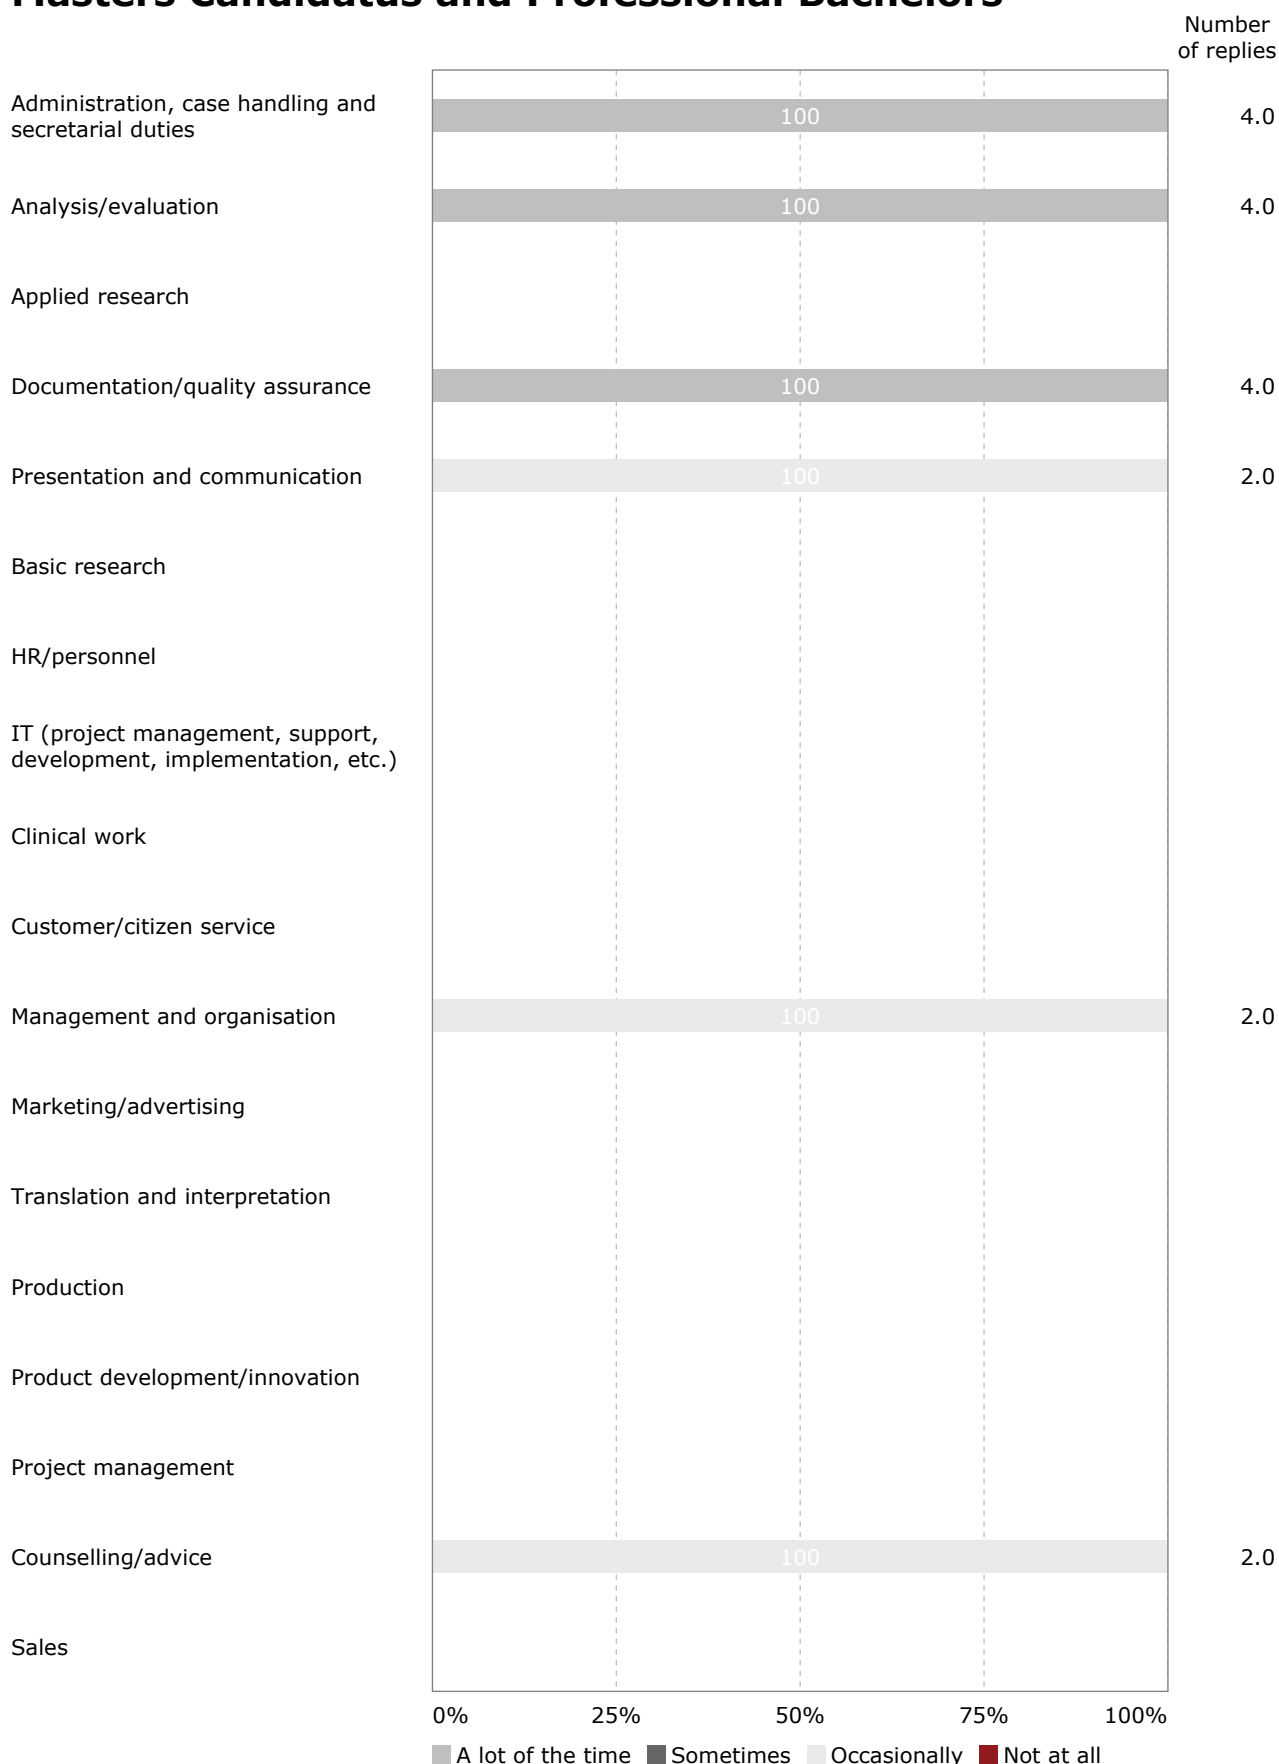 Masters Candidatus and Professional Bachelors
Number
of replies
Administration, case handling and
secretarial duties
100
4.0
Analysis/evaluation
100
4.0
Applied research
Documentation/quality assurance
100
4.0
Presentation and communication
100
2.0
Basic research
HR/personnel
IT (project management, support,
development, implementation, etc.)
Clinical work
Customer/citizen service
Management and organisation
100
2.0
Marketing/advertising
Translation and interpretation
Production
Product development/innovation
Project management
Counselling/advice
100
2.0
Sales
0% 25% 50% 75% 100%
A lot of the time Sometimes Occasionally Not at all